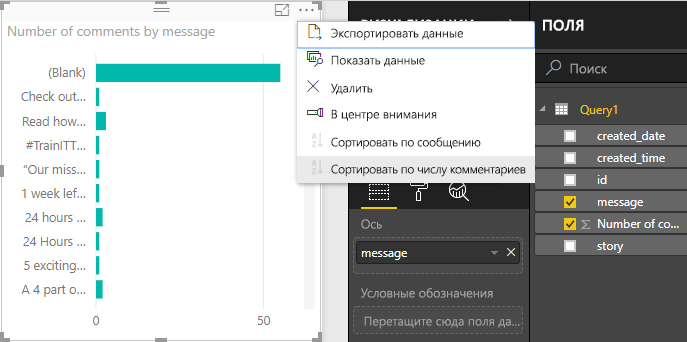 Number of comments by message
(Blank)
Check out...
Read how...
#TrainITT...
“Our miss...
1 week lef...
24 hours ...
24 Hours ...
5 exciting...
A 4 part o...
0
50
Экспортировать данные
Показать данные
Удалить
В центре внимания
Сортировать по сообщению
Сортировать по числу комментариев
Ось
message
Условные обозначения
Перетащите сюда поля да...
ПОЛЯ
Поиск
Query1
created_date
created_time
id
message
Number of co...
story